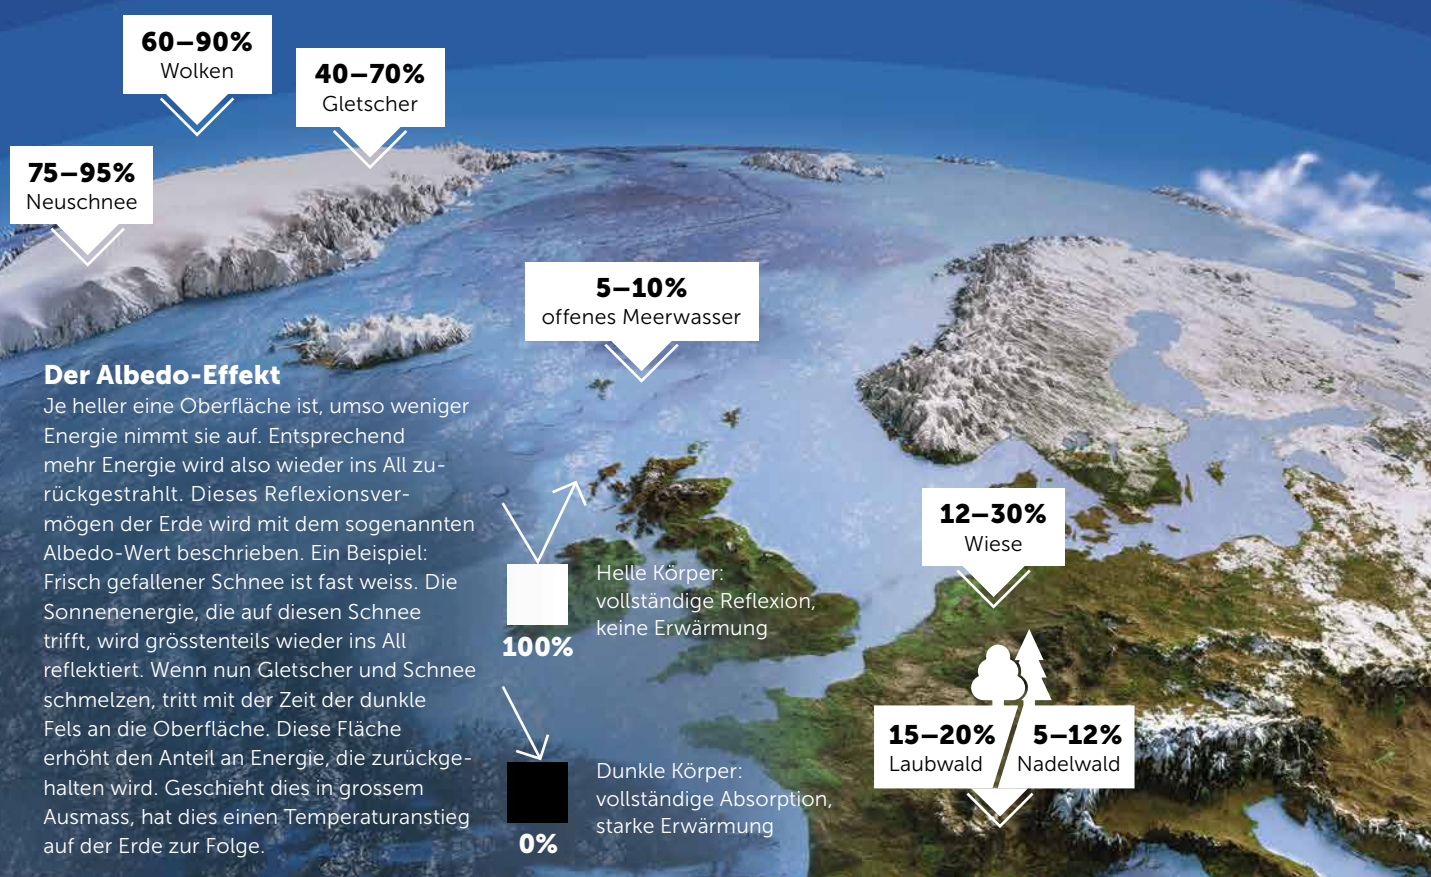 60–90%
Wolken
40–70%
Gletscher
75–95%
Neuschnee
5–10%
offenes Meerwasser
Der Albedo-Effekt
Je heller eine Oberfläche ist, umso weniger
Energie nimmt sie auf. Entsprechend
mehr Energie wird also wieder ins All zu-
rückgestrahlt. Dieses Reflexionsver-
mögen der Erde wird mit dem sogenannten
Albedo-Wert beschrieben. Ein Beispiel:
Frisch gefallener Schnee ist fast weiss. Die
Sonnenenergie, die auf diesen Schnee
trifft, wird grösstenteils wieder ins All
reflektiert. Wenn nun Gletscher und Schnee
schmelzen, tritt mit der Zeit der dunkle
Fels an die Oberfläche. Diese Fläche
erhöht den Anteil an Energie, die zurückge-
halten wird. Geschieht dies in grossem
Ausmass, hat dies einen Temperaturanstieg
auf der Erde zur Folge.
Helle Körper:
vollständige Reflexion,
keine Erwärmung
100%
Dunkle Körper:
vollständige Absorption,
starke Erwärmung
0%
12–30%
Wiese
15–20%
Laubwald
5–12%
Nadelwald